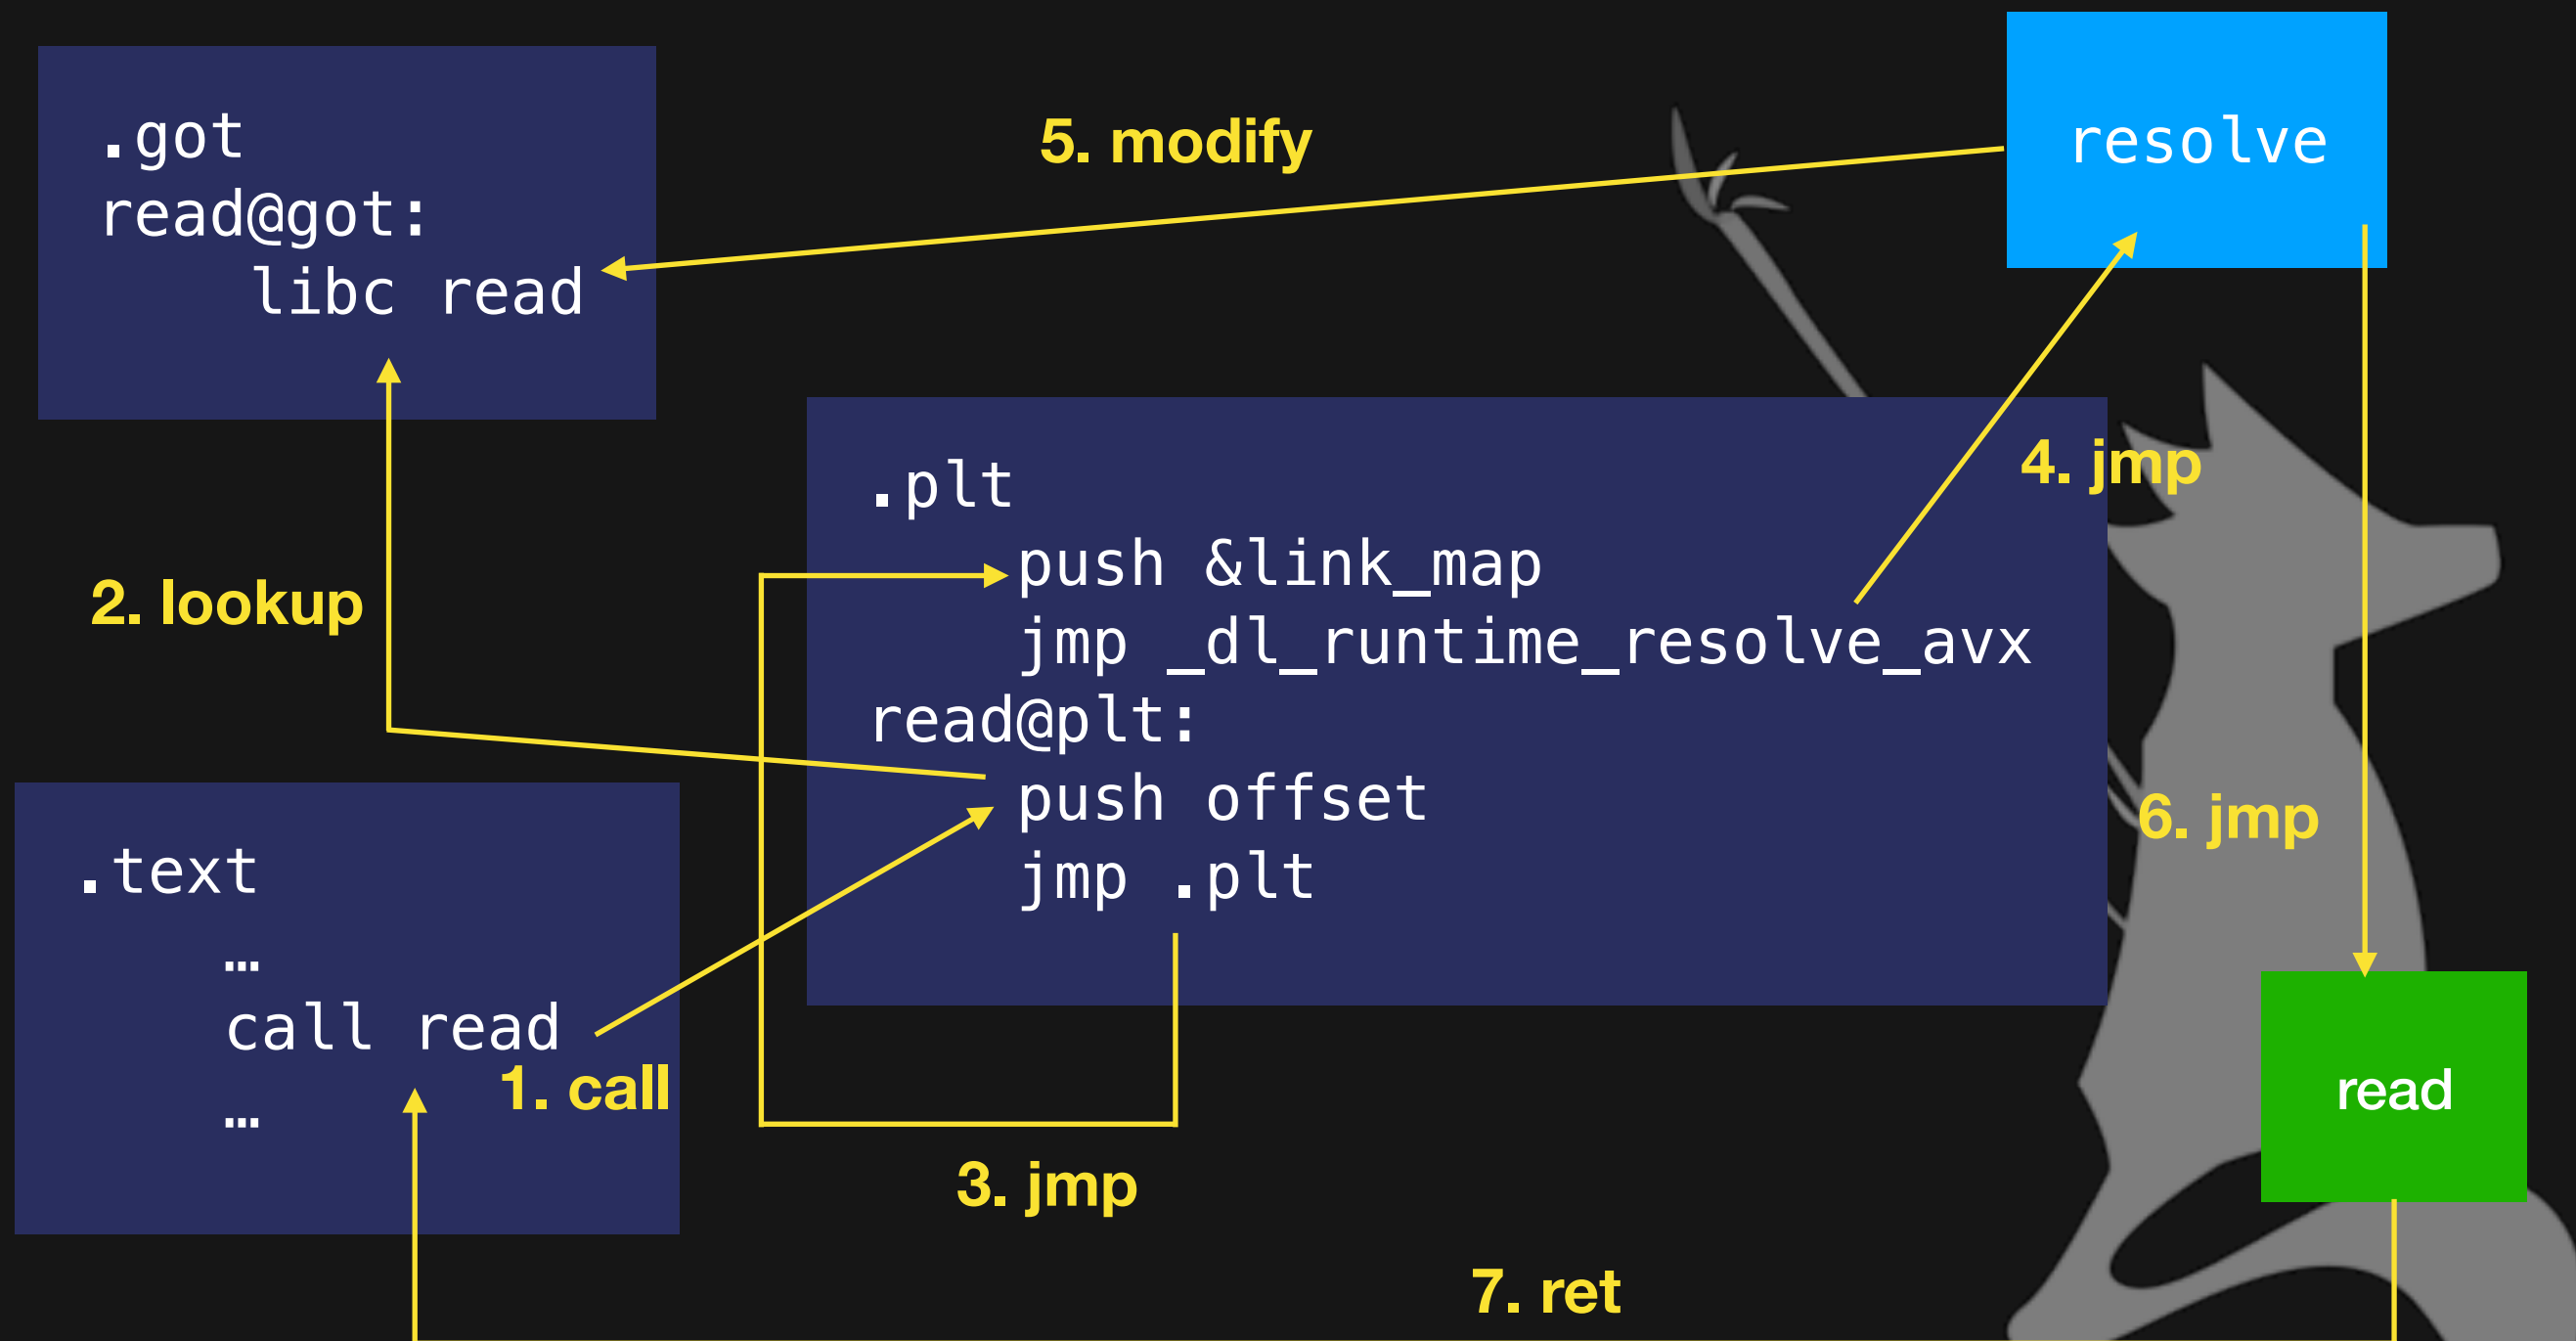 .got
read@got:
libc read
5. modify
resolve
.plt
push &link_map
jmp _dl_runtime_resolve_avx
read@plt:
push offset
jmp .plt
4. jmp
2. lookup
6. jmp
.text
…
call read
…
1. call
3. jmp
read
7. ret